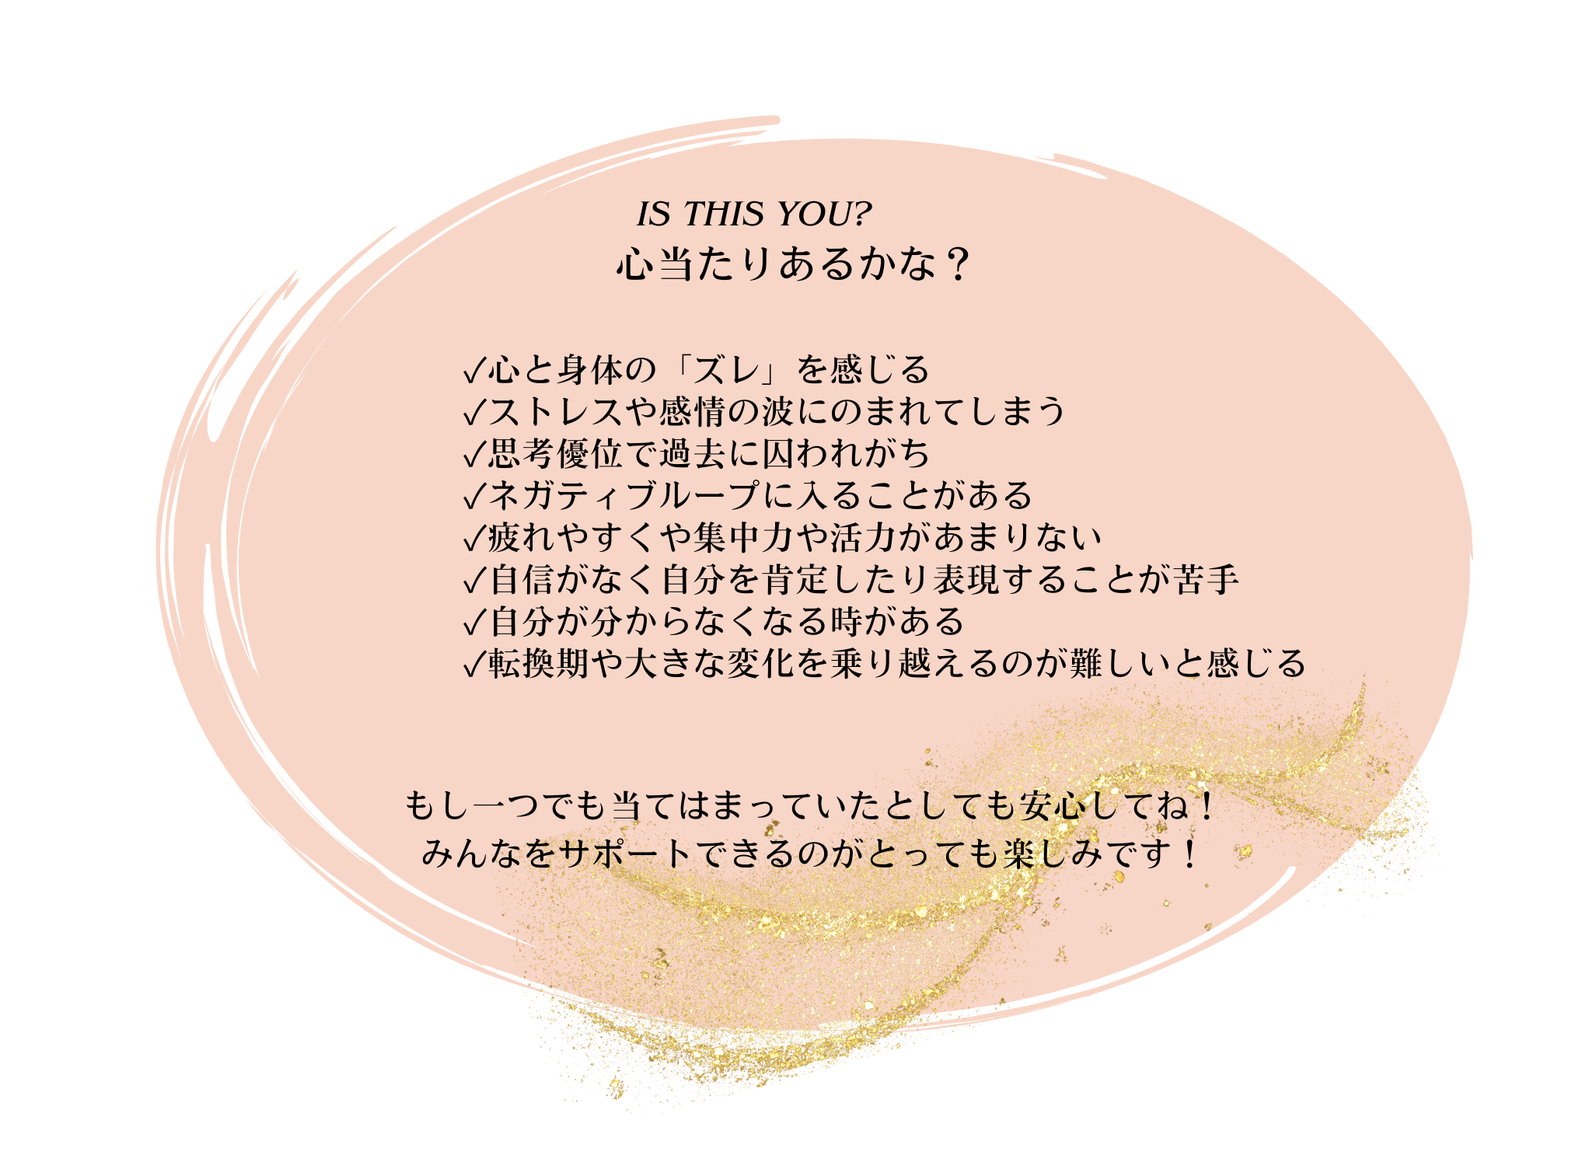 IS THIS YOU?
心当たりあるかな？
✓心と身体の「ズレ」を感じる
✓ストレスや感情の波にのまれてしまう
✓思考優位で過去に囚われがち
✓ネガティブループに入ることがある
✓疲れやすくや集中力や活力があまりない
✓自信がなく自分を肯定したり表現することが苦手
✓自分が分からなくなる時がある
✓転換期や大きな変化を乗り越えるのが難しいと感じる
もし一つでも当てはまっていたとしても安心してね！
みんなをサポートできるのがとっても楽しみです！